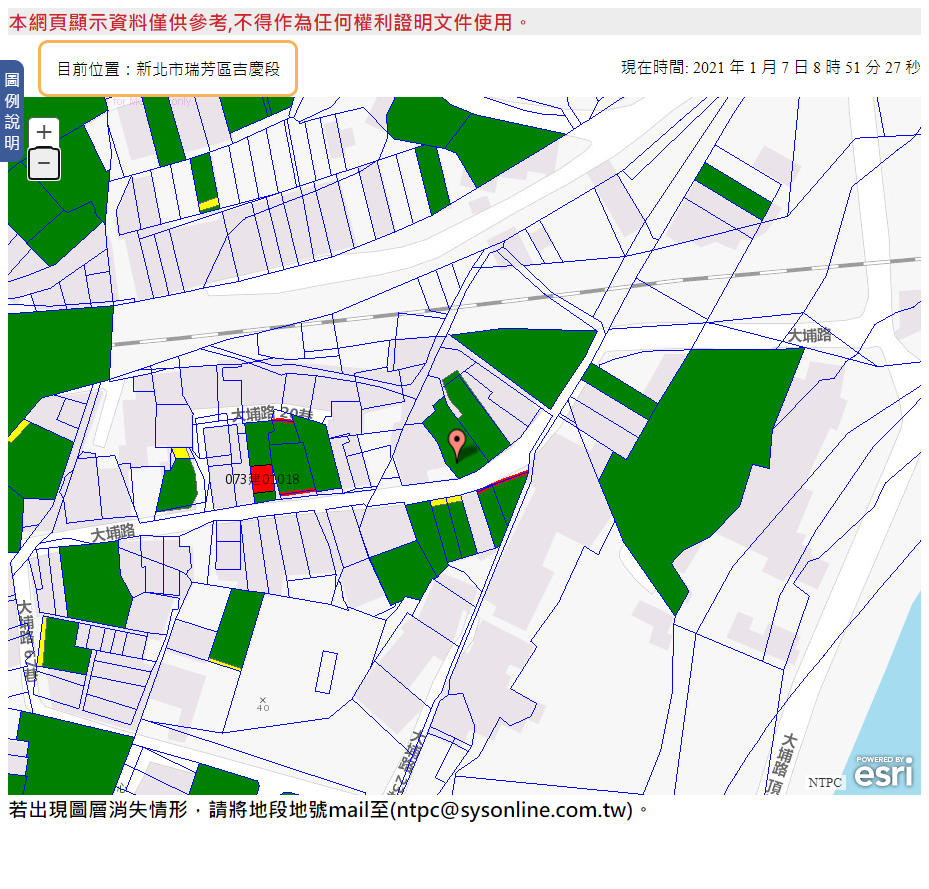 本網頁顯示資料僅供參考,不得作為任何權利證明文件使用。
目前位置：新北市瑞芳區吉慶段
現在時間: 2021 年 1 月 7 日 8 時 51 分 27 秒
圖例說明
+
−
大埔路
大埔路 29巷
073建01018
大埔路
大埔路 67巷
×
40
大埔路
大埔路
NTPC
POWERED BY
esri
若出現圖層消失情形，請將地段地號mail至(ntpc@sysonline.com.tw)。